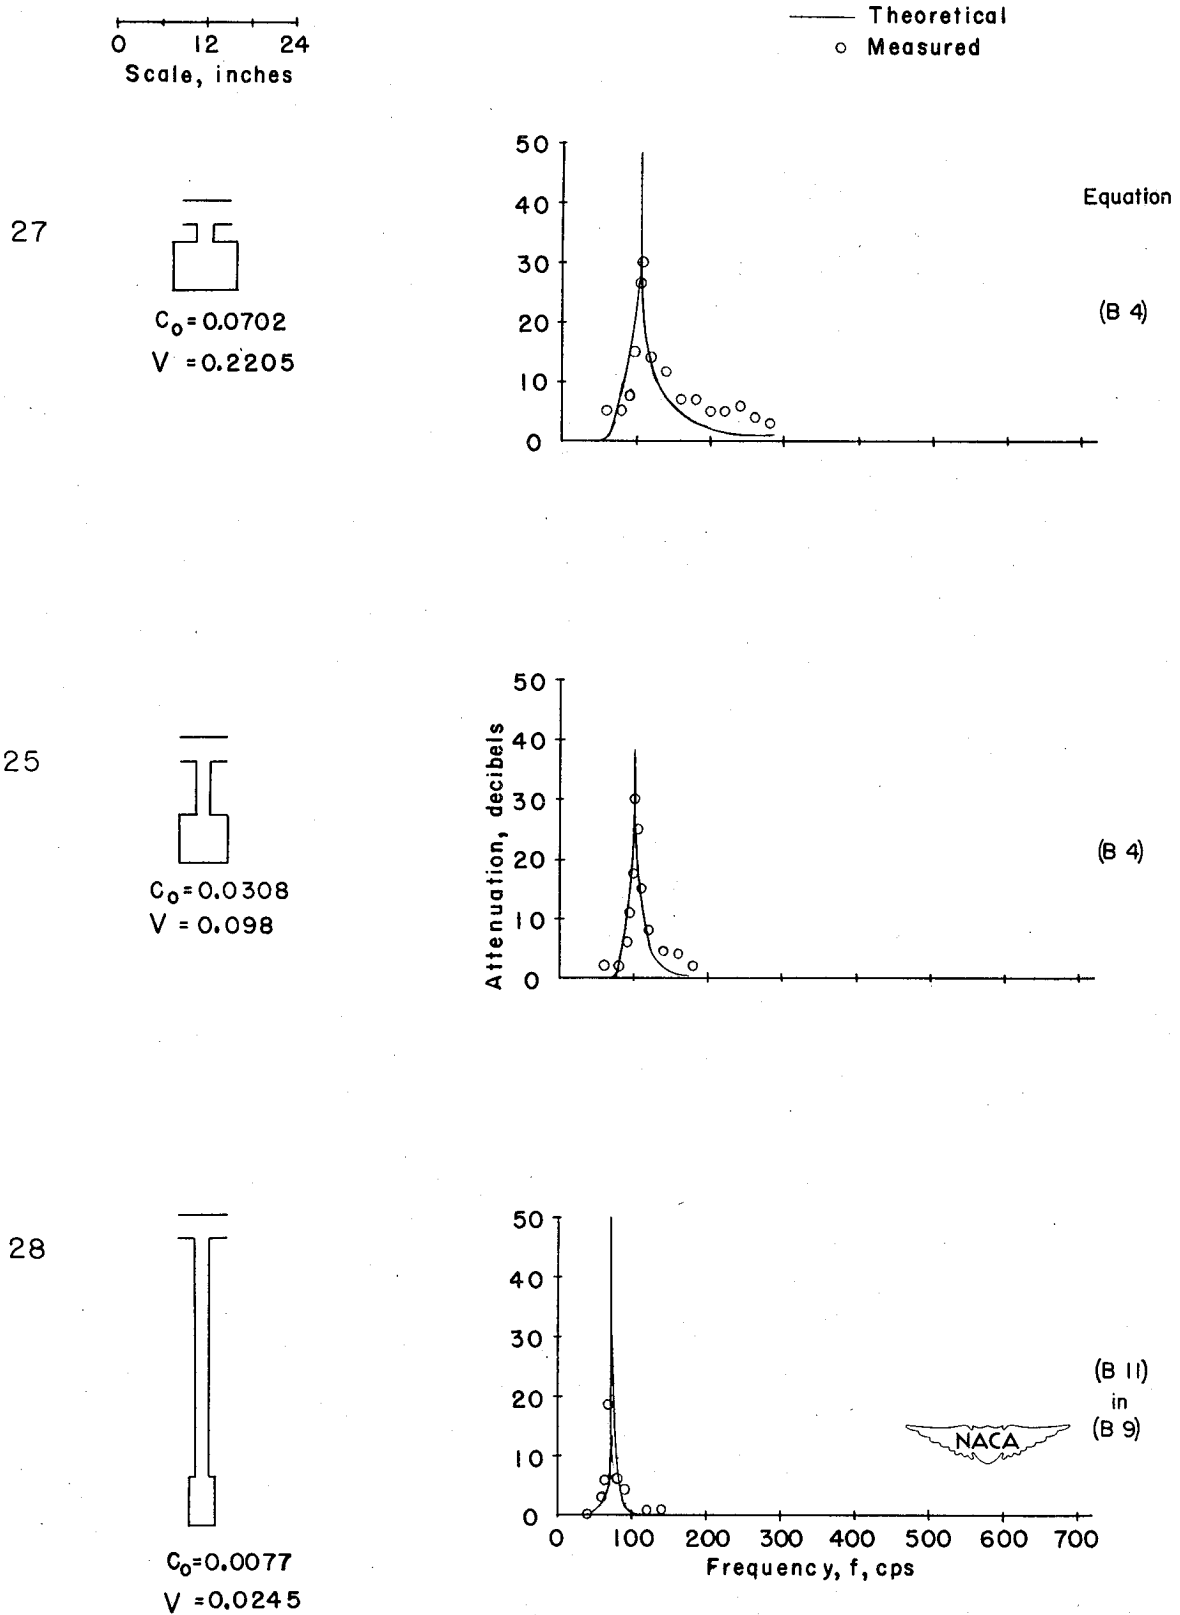 0 12 24
Scale, inches
Theoretical
Measured
27
C₀=0.0702
V =0.2205
50
40
30
20
10
0
Equation
(B 4)
25
C₀=0.0308
V =0.098
Attenuation, decibels
50
40
30
20
10
0
(B 4)
28
C₀=0.0077
V =0.0245
50
40
30
20
10
0
0 100 200 300 400 500 600 700
Frequency, f, cps
(B 11)
in
(B 9)
NACA